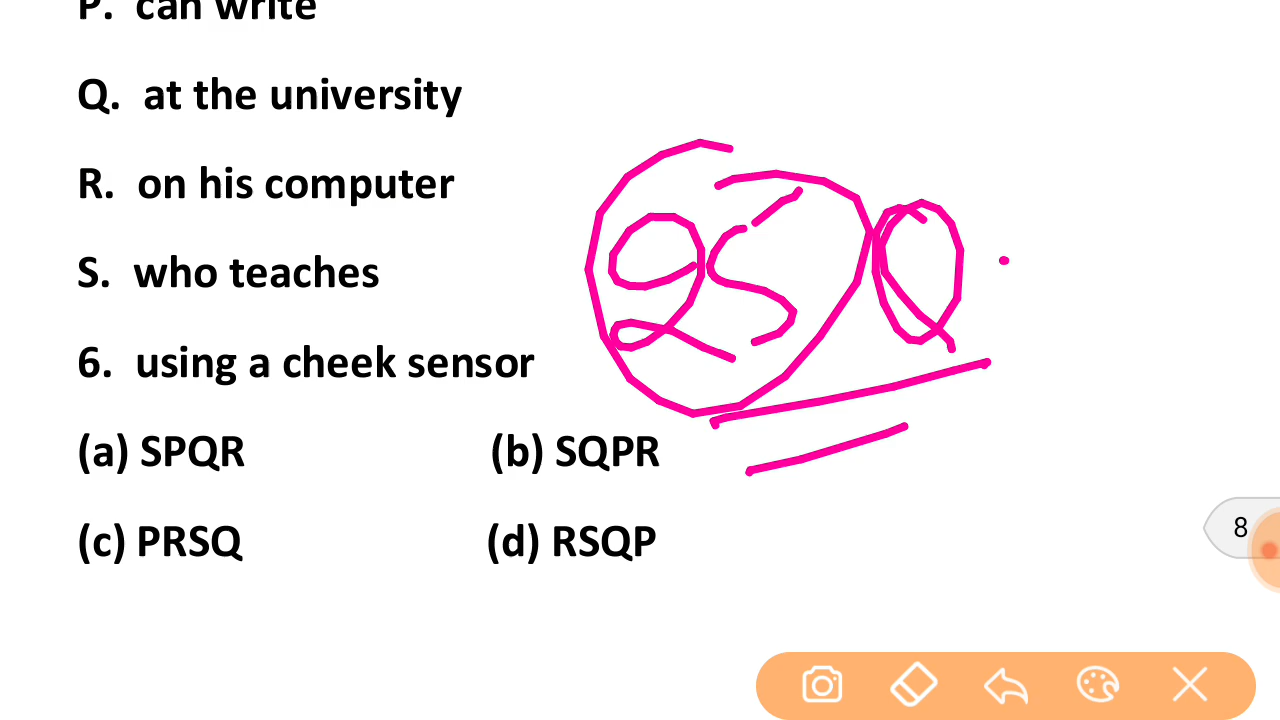 P. can write
Q. at the university
R. on his computer
S. who teaches
6. using a cheek sensor
(a) SPQR (b) SQPR
(c) PRSQ (d) RSQP
8